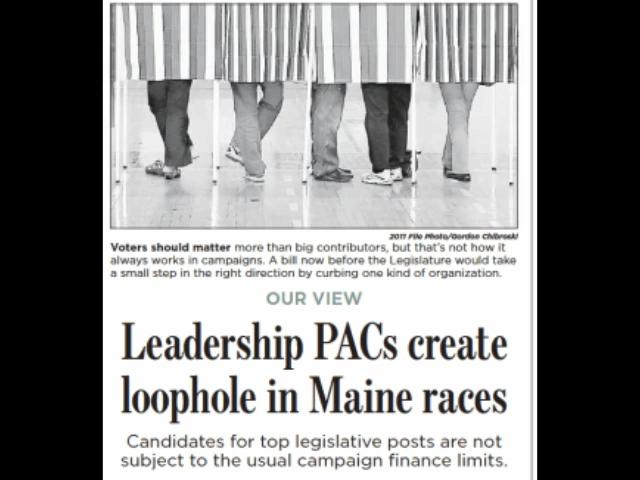 2011 File Photo/Gordon Chibroski
Voters should matter more than big contributors, but that's not how it
always works in campaigns. A bill now before the Legislature would take
a small step in the right direction by curbing one kind of organization.
OUR VIEW
Leadership PACs create
loophole in Maine races
Candidates for top legislative posts are not
subject to the usual campaign finance limits.